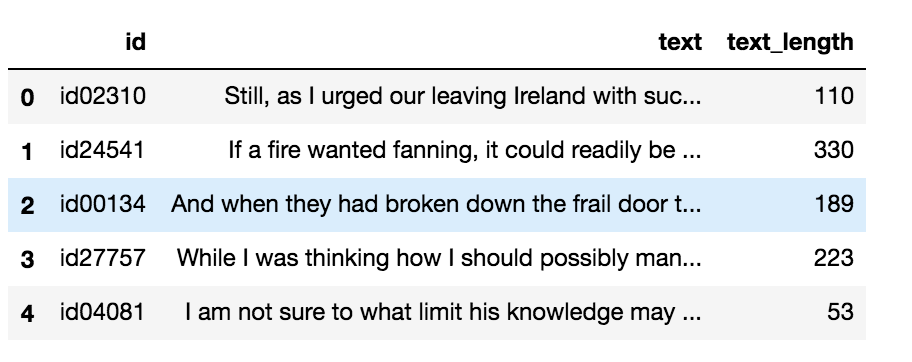 id text text_length
0 id02310 Still, as I urged our leaving Ireland with suc... 110
1 id24541 If a fire wanted fanning, it could readily be ... 330
2 id00134 And when they had broken down the frail door t... 189
3 id27757 While I was thinking how I should possibly man... 223
4 id04081 I am not sure to what limit his knowledge may ... 53